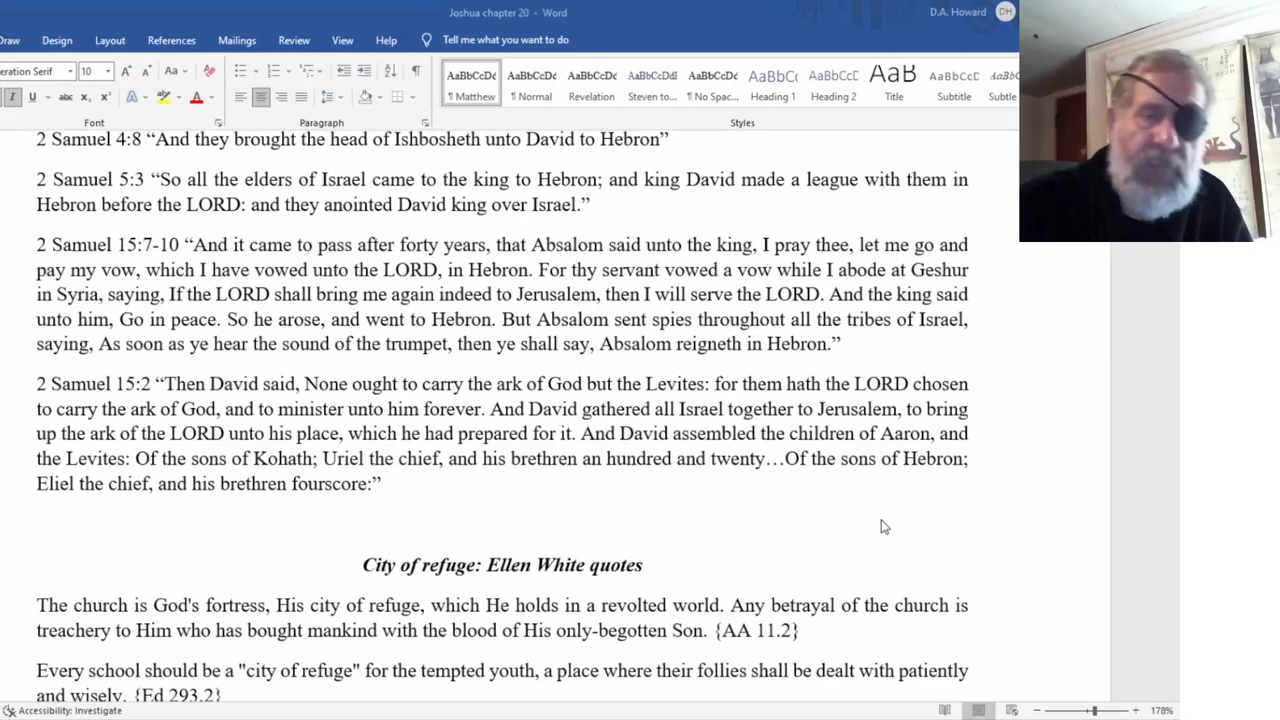 Joshua chapter 20 - Word
D.A. Howard DH
Draw Design Layout References Mailings Review View Help Tell me what you want to do
eration Serif 10 A A Aa A
I U abc x₂ x² A A
AaBbCcDc AaBbCcDc AaBbCcDc AaBbCcDdI AaBbCcDc AaBbCc AaBbCcD AaB AaBbCcD AaBb
¶ Matthew ¶ Normal Revelation Steven to... ¶ No Spac... Heading 1 Heading 2 Title Subtitle Subtle
Font Paragraph Styles
2 Samuel 4:8 “And they brought the head of Ishbosheth unto David to Hebron”
2 Samuel 5:3 “So all the elders of Israel came to the king to Hebron; and king David made a league with them in
Hebron before the LORD: and they anointed David king over Israel.”
2 Samuel 15:7-10 “And it came to pass after forty years, that Absalom said unto the king, I pray thee, let me go and
pay my vow, which I have vowed unto the LORD, in Hebron. For thy servant vowed a vow while I abode at Geshur
in Syria, saying, If the LORD shall bring me again indeed to Jerusalem, then I will serve the LORD. And the king said
unto him, Go in peace. So he arose, and went to Hebron. But Absalom sent spies throughout all the tribes of Israel,
saying, As soon as ye hear the sound of the trumpet, then ye shall say, Absalom reigneth in Hebron.”
2 Samuel 15:2 “Then David said, None ought to carry the ark of God but the Levites: for them hath the LORD chosen
to carry the ark of God, and to minister unto him forever. And David gathered all Israel together to Jerusalem, to bring
up the ark of the LORD unto his place, which he had prepared for it. And David assembled the children of Aaron, and
the Levites: Of the sons of Kohath; Uriel the chief, and his brethren an hundred and twenty…Of the sons of Hebron;
Eliel the chief, and his brethren fourscore:”
City of refuge: Ellen White quotes
The church is God's fortress, His city of refuge, which He holds in a revolted world. Any betrayal of the church is
treachery to Him who has bought mankind with the blood of His only-begotten Son. {AA 11.2}
Every school should be a "city of refuge" for the tempted youth, a place where their follies shall be dealt with patiently
and wisely. {Ed 293.2}
Accessibility: Investigate
178%